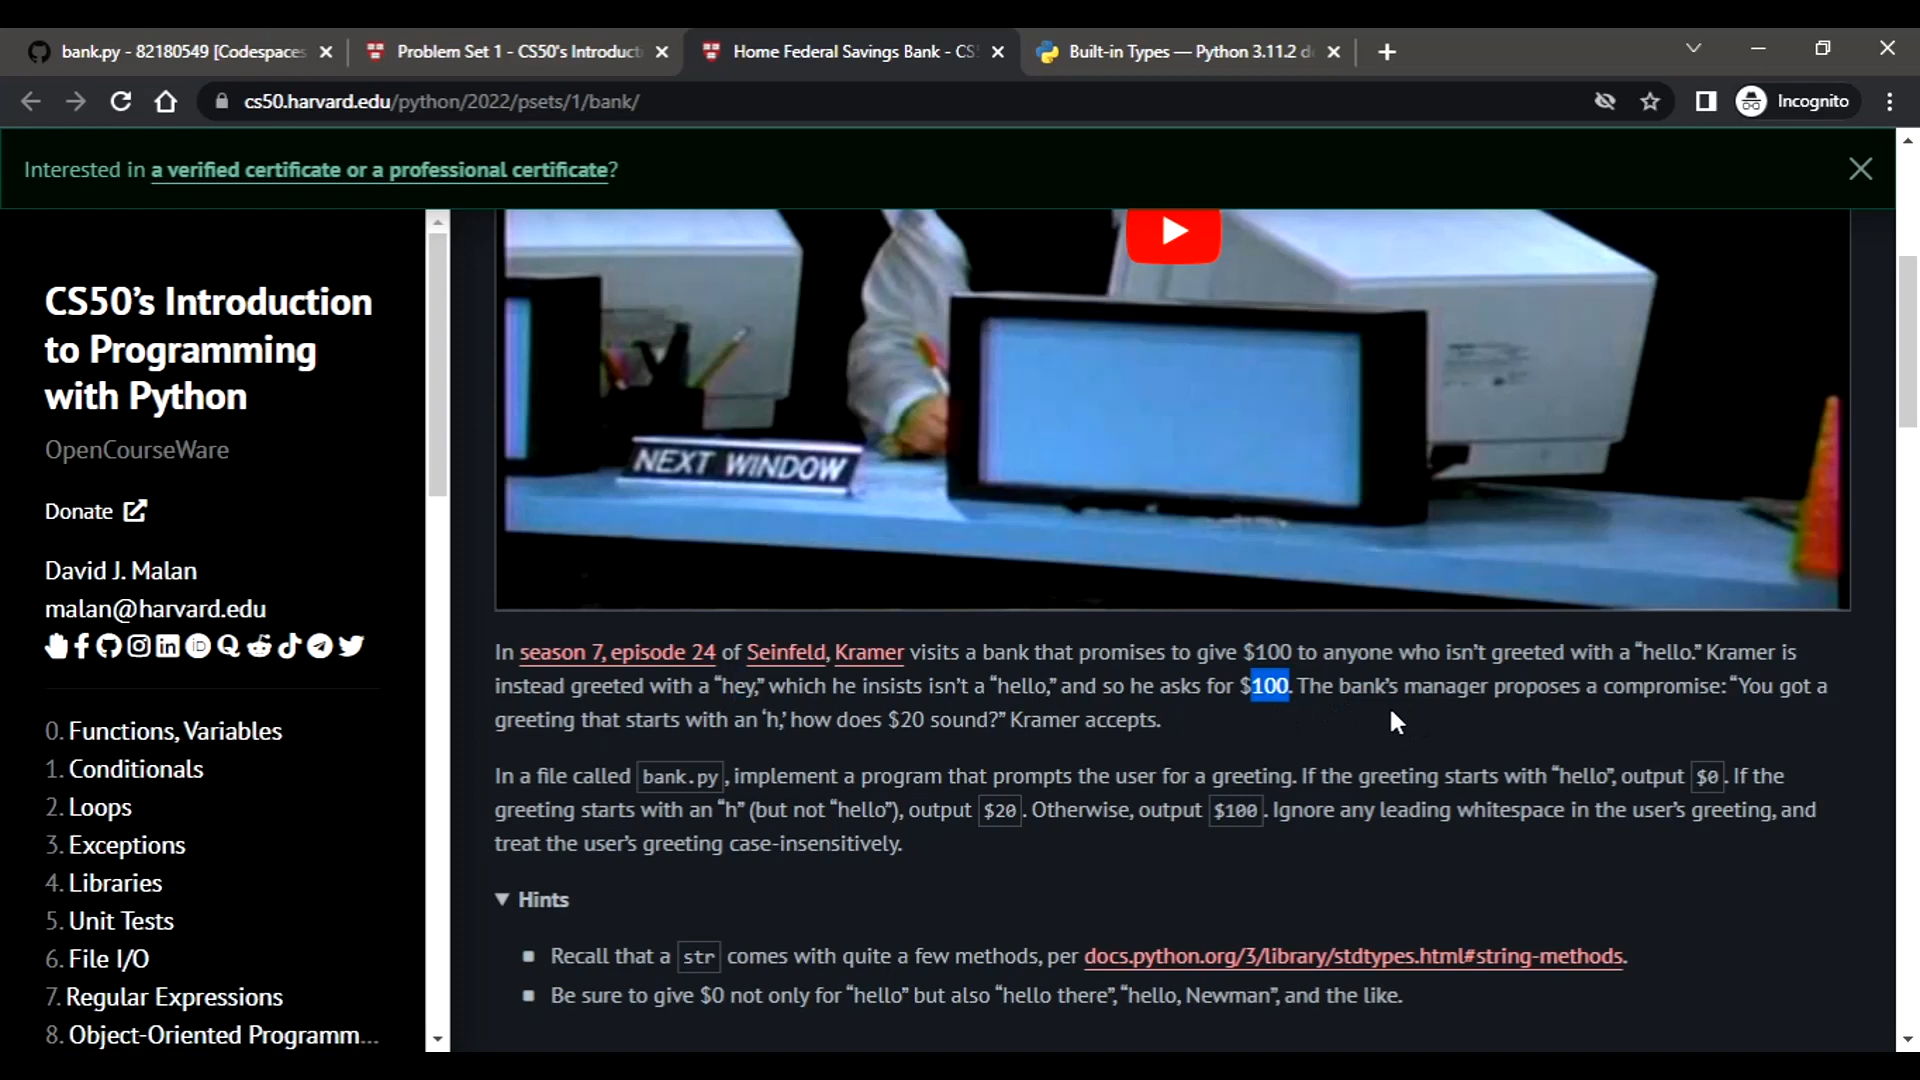 bank.py - 82180549 [Codespaces
Problem Set 1 - CS50's Introducti
Home Federal Savings Bank - CS
Built-in Types — Python 3.11.2 d
cs50.harvard.edu/python/2022/psets/1/bank/
Incognito
Interested in a verified certificate or a professional certificate?
CS50’s Introduction
to Programming
with Python
OpenCourseWare
Donate
David J. Malan
malan@harvard.edu
0. Functions, Variables
1. Conditionals
2. Loops
3. Exceptions
4. Libraries
5. Unit Tests
6. File I/O
7. Regular Expressions
8. Object-Oriented Programm...
NEXT WINDOW
In season 7, episode 24 of Seinfeld, Kramer visits a bank that promises to give $100 to anyone who isn’t greeted with a “hello.” Kramer is
instead greeted with a “hey,” which he insists isn’t a “hello,” and so he asks for $100. The bank’s manager proposes a compromise: “You got a
greeting that starts with an ‘h,’ how does $20 sound?” Kramer accepts.
In a file called bank.py, implement a program that prompts the user for a greeting. If the greeting starts with “hello”, output $0. If the
greeting starts with an “h” (but not “hello”), output $20. Otherwise, output $100. Ignore any leading whitespace in the user’s greeting, and
treat the user’s greeting case-insensitively.
Hints
Recall that a str comes with quite a few methods, per docs.python.org/3/library/stdtypes.html#string-methods.
Be sure to give $0 not only for “hello” but also “hello there”, “hello, Newman”, and the like.